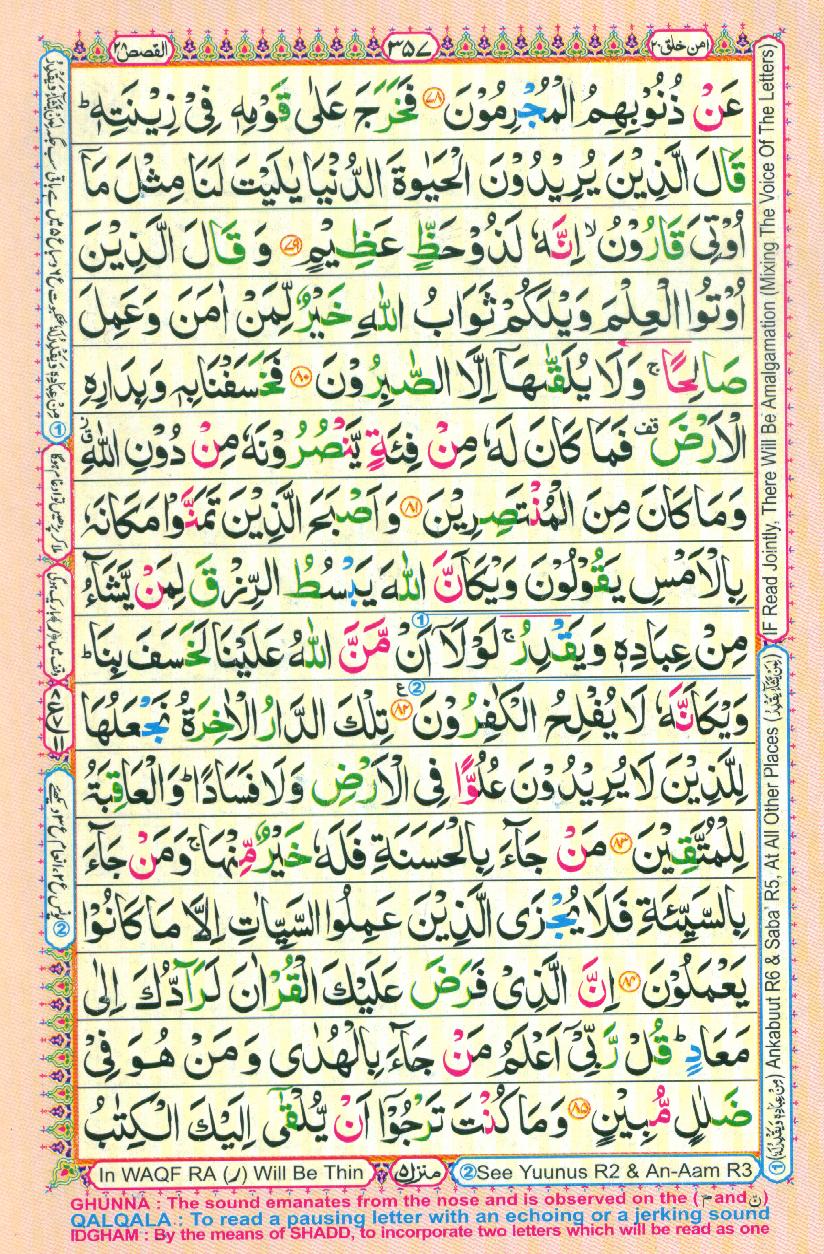 امن خلق ٢٠ ٣٥٧ القصص ٢٨
عَنْ ذُنُوْبِهِمُ الْمُجْرِمُوْنَ ﴿٧٨﴾ فَخَرَجَ عَلٰى قَوْمِهٖ فِیْ زِیْنَتِهٖ ؕ
قَالَ الَّذِیْنَ یُرِیْدُوْنَ الْحَیٰوةَ الدُّنْیَا یٰلَیْتَ لَنَا مِثْلَ مَاۤ
اُوْتِیَ قَارُوْنُ ۙ اِنَّهٗ لَذُوْ حَظٍّ عَظِیْمٍ ﴿٧٩﴾ وَ قَالَ الَّذِیْنَ
اُوْتُوا الْعِلْمَ وَیْلَكُمْ ثَوَابُ اللّٰهِ خَیْرٌ لِّمَنْ اٰمَنَ وَعَمِلَ
صَالِحًا ۚ وَلَا یُلَقّٰىهَاۤ اِلَّا الصّٰبِرُوْنَ ﴿٨٠﴾ فَخَسَفْنَا بِهٖ وَبِدَارِهِ
الْاَرْضَ ۫ فَمَا كَانَ لَهٗ مِنْ فِئَةٍ یَّنْصُرُوْنَهٗ مِنْ دُوْنِ اللّٰهِ ۗ
وَمَا كَانَ مِنَ الْمُنْتَصِرِیْنَ ﴿٨١﴾ وَاَصْبَحَ الَّذِیْنَ تَمَنَّوْا مَكَانَهٗ
بِالْاَمْسِ یَقُوْلُوْنَ وَیْكَاَنَّ اللّٰهَ یَبْسُطُ الرِّزْقَ لِمَنْ یَّشَآءُ
مِنْ عِبَادِهٖ وَیَقْدِرُ ۚ لَوْلَاۤ اَنْ مَّنَّ اللّٰهُ عَلَیْنَا لَخَسَفَ بِنَا ؕ
وَیْكَاَنَّهٗ لَا یُفْلِحُ الْكٰفِرُوْنَ ﴿٨٢﴾ تِلْكَ الدَّارُ الْاٰخِرَةُ نَجْعَلُهَا
لِلَّذِیْنَ لَا یُرِیْدُوْنَ عُلُوًّا فِی الْاَرْضِ وَلَا فَسَادًا ؕ وَالْعَاقِبَةُ
لِلْمُتَّقِیْنَ ﴿٨٣﴾ مَنْ جَآءَ بِالْحَسَنَةِ فَلَهٗ خَیْرٌ مِّنْهَا ۚ وَمَنْ جَآءَ
بِالسَّیِّئَةِ فَلَا یُجْزَی الَّذِیْنَ عَمِلُوا السَّیِّاٰتِ اِلَّا مَا كَانُوْا
یَعْمَلُوْنَ ﴿٨٤﴾ اِنَّ الَّذِیْ فَرَضَ عَلَیْكَ الْقُرْاٰنَ لَرَآدُّكَ اِلٰى
مَعَادٍ ؕ قُلْ رَّبِّیْۤ اَعْلَمُ مَنْ جَآءَ بِالْهُدٰى وَمَنْ هُوَ فِیْ
ضَلٰلٍ مُّبِیْنٍ ﴿٨٥﴾ وَمَا كُنْتَ تَرْجُوْۤا اَنْ یُّلْقٰۤى اِلَیْكَ الْكِتٰبُ
IF Read Jointly, There Will Be Amalgamation (Mixing The Voice Of The Letters)
① (مِنْ عِبَادِهٖ وَیَقْدِرُ لَهٗ) Ankabuut R6 & Saba' R5, At All Other Places (لِمَنْ یَّشَآءُ وَیَقْدِرُ)
In WAQF RA (ر) Will Be Thin
منزل ٥
② See Yuunus R2 & An-Aam R3
GHUNNA : The sound emanates from the nose and is observed on the (م and ن)
QALQALA : To read a pausing letter with an echoing or a jerking sound
IDGHAM : By the means of SHADD, to incorporate two letters which will be read as one